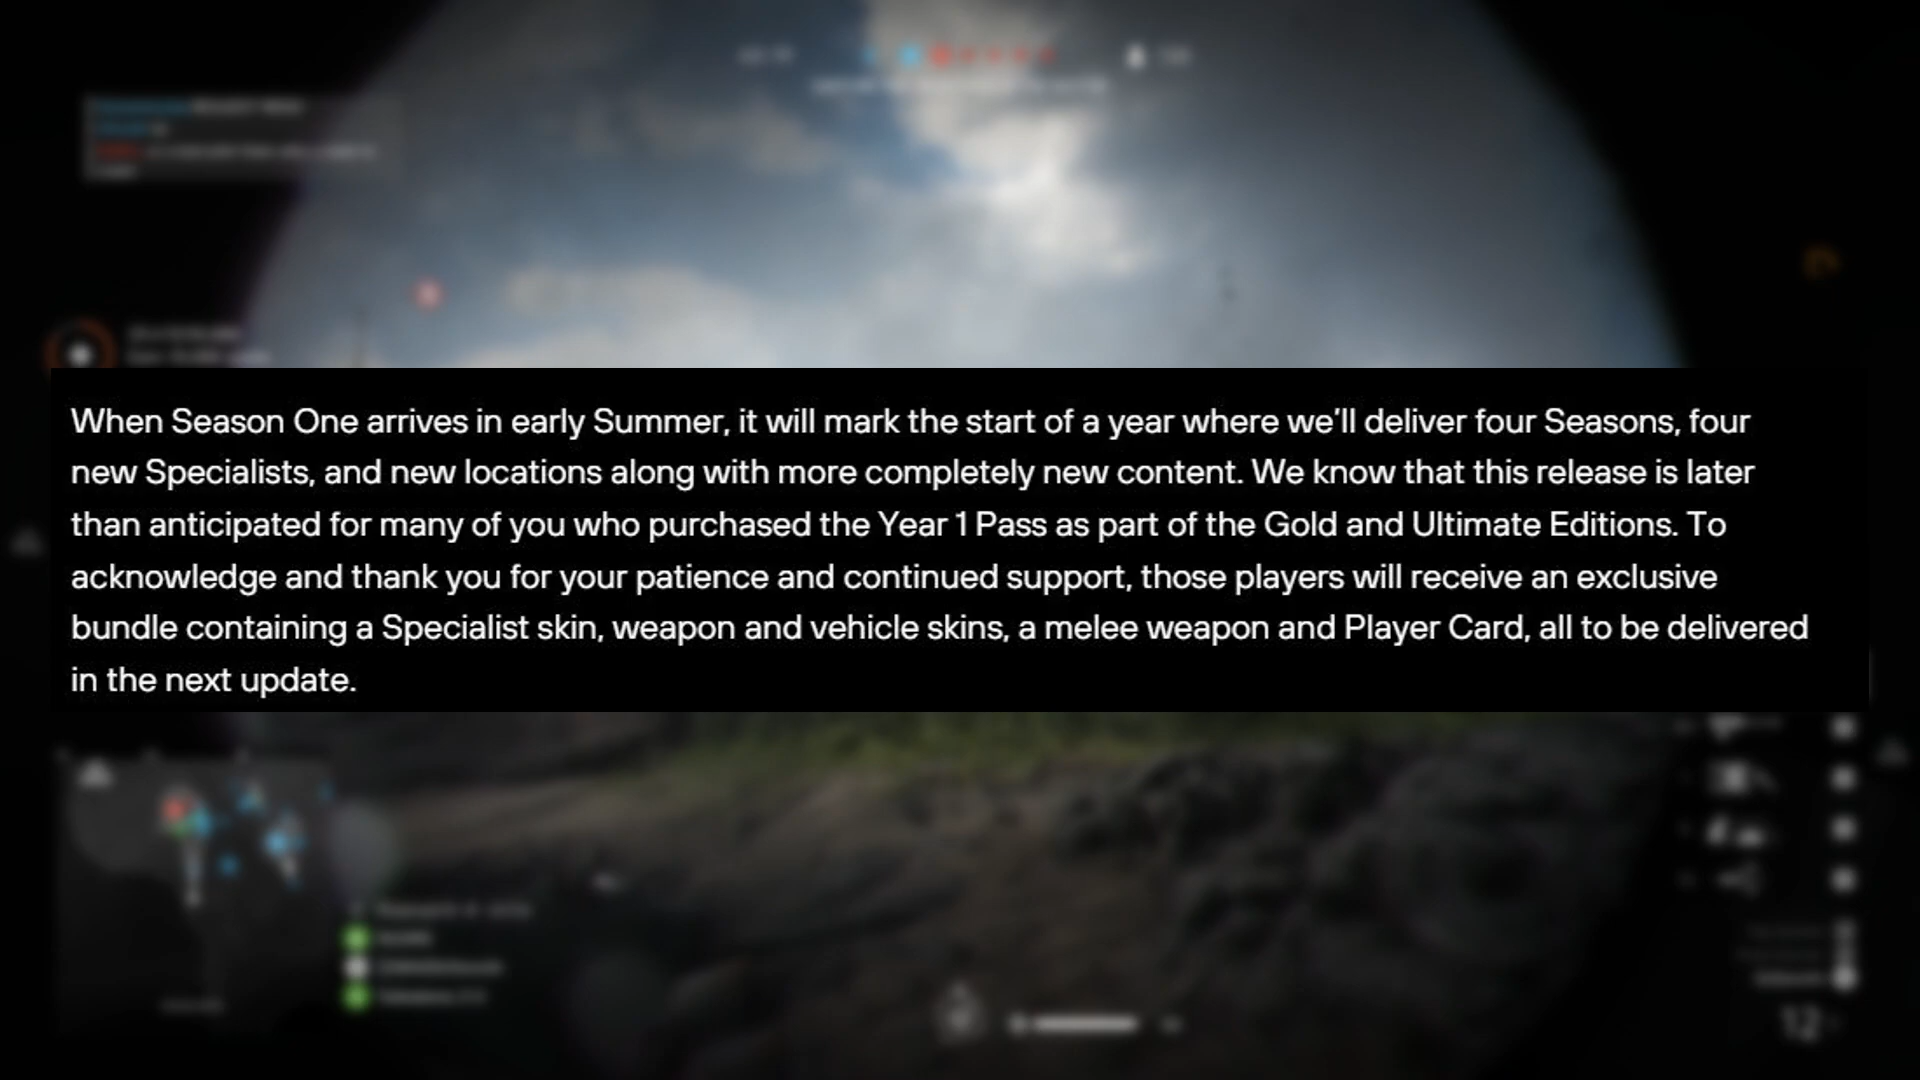 When Season One arrives in early Summer, it will mark the start of a year where we'll deliver four Seasons, four
new Specialists, and new locations along with more completely new content. We know that this release is later
than anticipated for many of you who purchased the Year 1 Pass as part of the Gold and Ultimate Editions. To
acknowledge and thank you for your patience and continued support, those players will receive an exclusive
bundle containing a Specialist skin, weapon and vehicle skins, a melee weapon and Player Card, all to be delivered
in the next update.
12